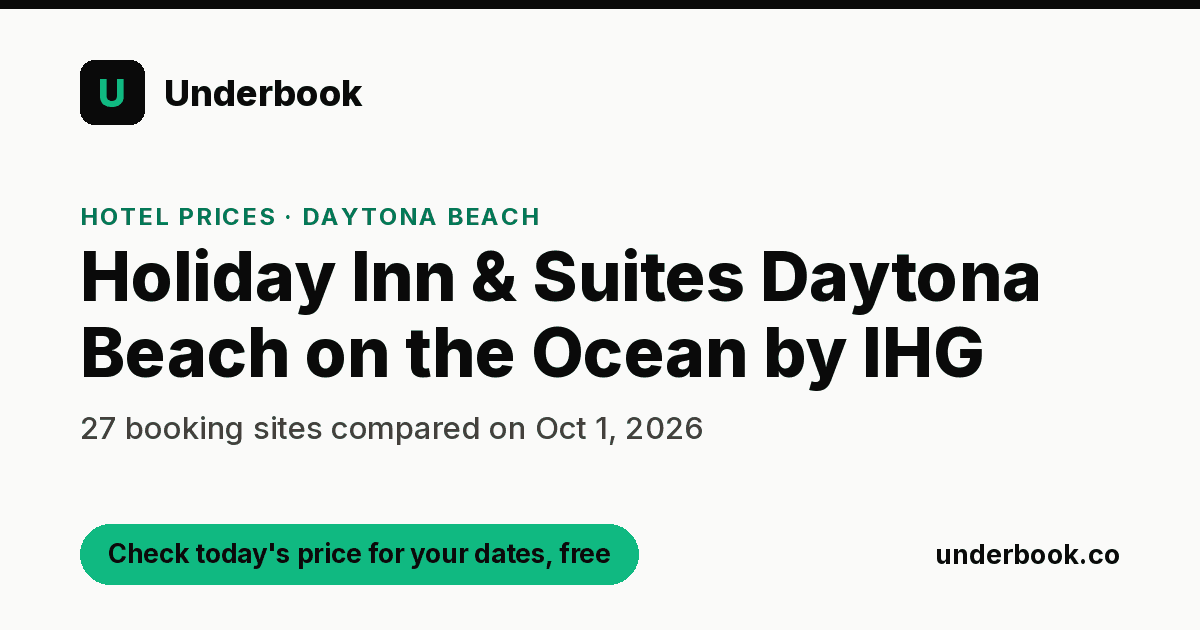 U Underbook
HOTEL PRICES · DAYTONA BEACH
Holiday Inn & Suites Daytona
Beach on the Ocean by IHG
27 booking sites compared on Oct 1, 2026
Check today's price for your dates, free
underbook.co